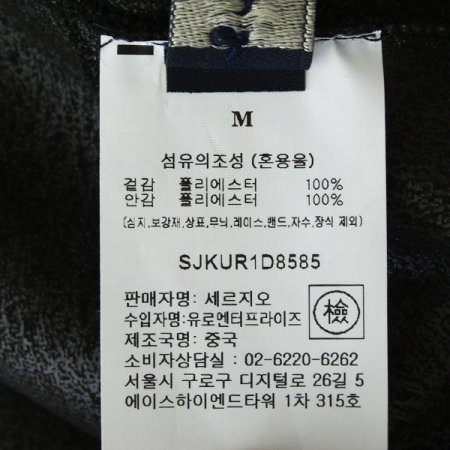 M
섬유의조성 (혼용율)
겉감 폴리에스터 100%
안감 폴리에스터 100%
(심지,보강재,상표,무늬,레이스,밴드,자수,장식 제외)
SJKUR1D8585
판매자명: 세르지오
수입자명:유로엔터프라이즈
檢
제조국명: 중국
소비자상담실 : 02-6220-6262
서울시 구로구 디지털로 26길 5
에이스하이엔드타워 1차 315호